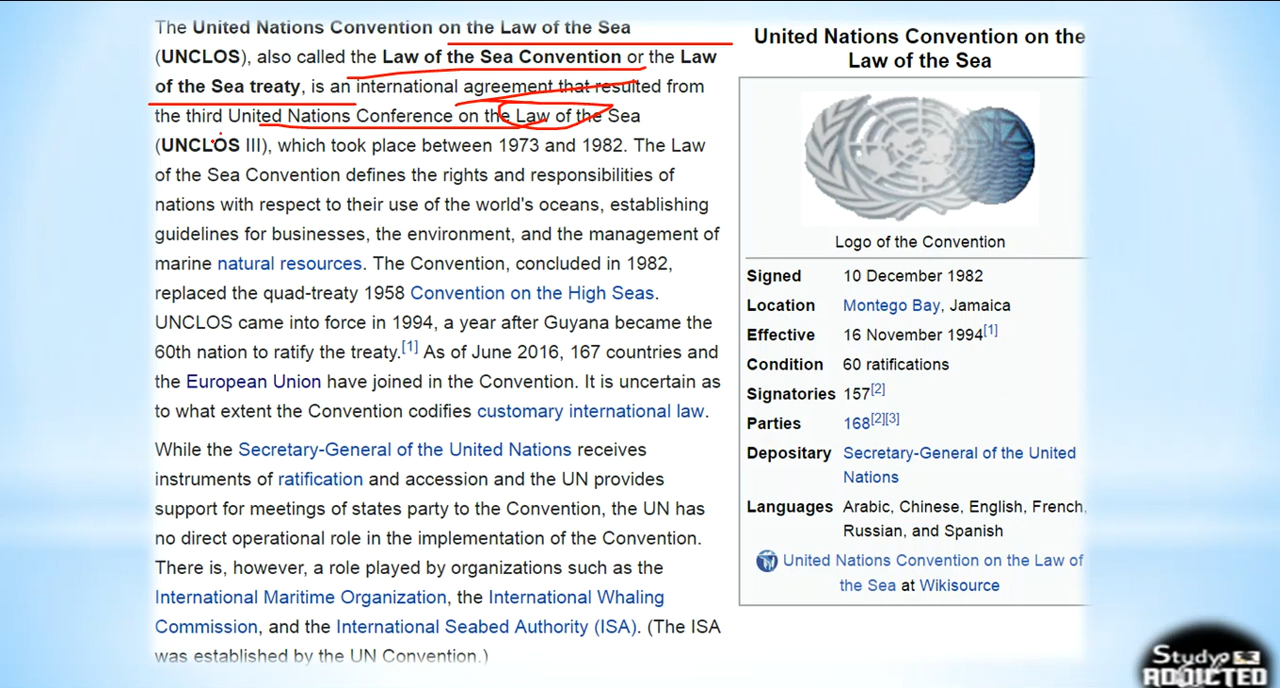 The United Nations Convention on the Law of the Sea
(UNCLOS), also called the Law of the Sea Convention or the Law
of the Sea treaty, is an international agreement that resulted from
the third United Nations Conference on the Law of the Sea
(UNCLOS III), which took place between 1973 and 1982. The Law
of the Sea Convention defines the rights and responsibilities of
nations with respect to their use of the world's oceans, establishing
guidelines for businesses, the environment, and the management of
marine natural resources. The Convention, concluded in 1982,
replaced the quad-treaty 1958 Convention on the High Seas.
UNCLOS came into force in 1994, a year after Guyana became the
60th nation to ratify the treaty.[1] As of June 2016, 167 countries and
the European Union have joined in the Convention. It is uncertain as
to what extent the Convention codifies customary international law.
While the Secretary-General of the United Nations receives
instruments of ratification and accession and the UN provides
support for meetings of states party to the Convention, the UN has
no direct operational role in the implementation of the Convention.
There is, however, a role played by organizations such as the
International Maritime Organization, the International Whaling
Commission, and the International Seabed Authority (ISA). (The ISA
was established by the UN Convention.)
United Nations Convention on the
Law of the Sea
Logo of the Convention
Signed 10 December 1982
Location Montego Bay, Jamaica
Effective 16 November 1994[1]
Condition 60 ratifications
Signatories 157[2]
Parties 168[2][3]
Depositary Secretary-General of the United
Nations
Languages Arabic, Chinese, English, French,
Russian, and Spanish
United Nations Convention on the Law of
the Sea at Wikisource
Study
ADDICTED